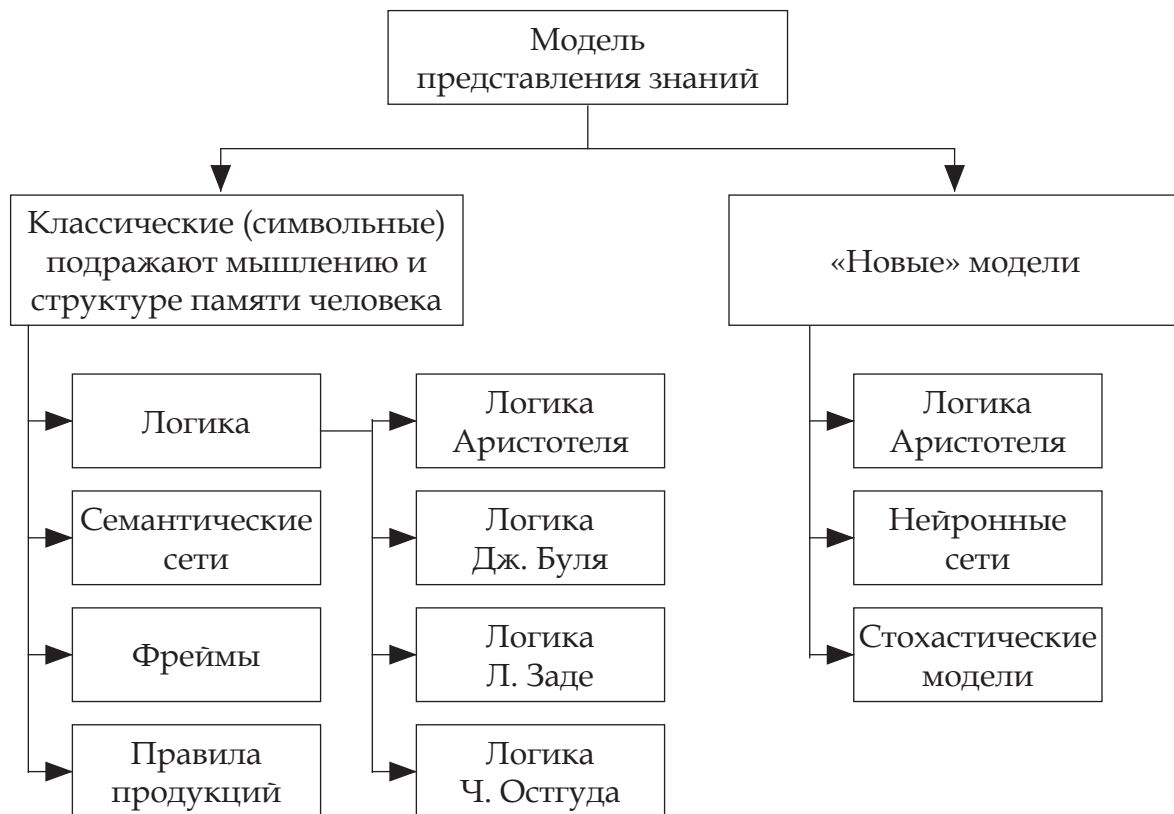 Модель
представления знаний
Классические (символьные)
подражают мышлению и
структуре памяти человека
«Новые» модели
Логика
Логика
Аристотеля
Логика
Аристотеля
Семантические
сети
Логика
Дж. Буля
Нейронные
сети
Фреймы
Логика
Л. Заде
Стохастические
модели
Правила
продукций
Логика
Ч. Остгуда